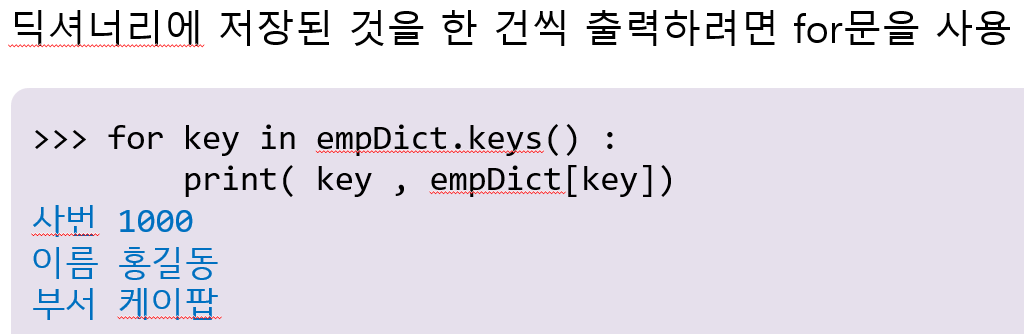 딕셔너리에 저장된 것을 한 건씩 출력하려면 for문을 사용
>>> for key in empDict.keys() :
        print( key , empDict[key])
사번 1000
이름 홍길동
부서 케이팝